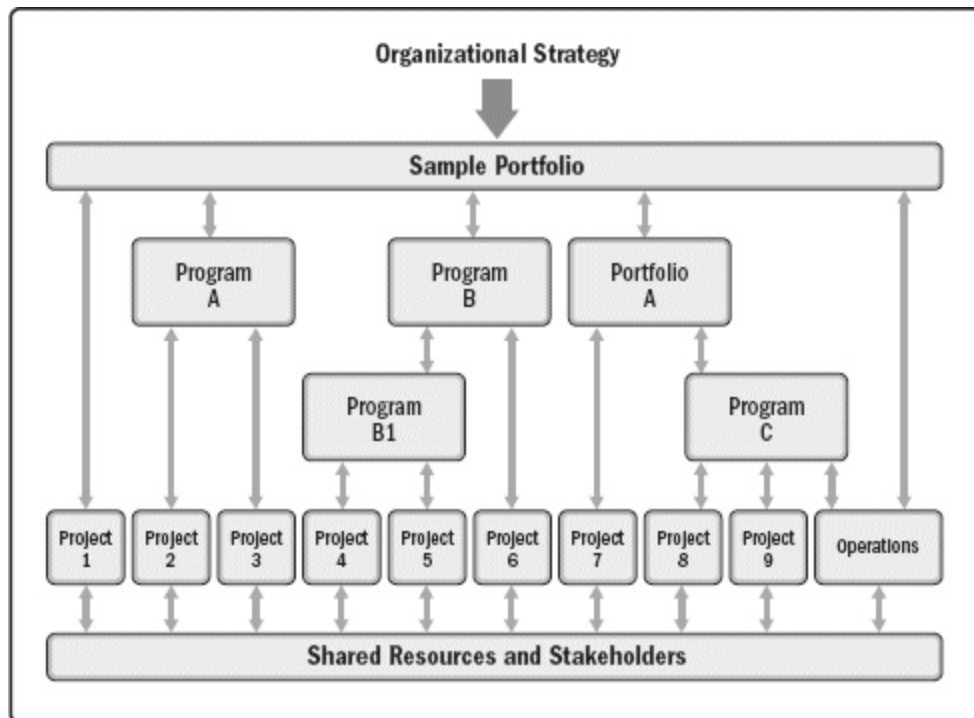 Organizational Strategy
Sample Portfolio
Program
A
Program
B
Portfolio
A
Program
B1
Program
C
Project
1
Project
2
Project
3
Project
4
Project
5
Project
6
Project
7
Project
8
Project
9
Operations
Shared Resources and Stakeholders